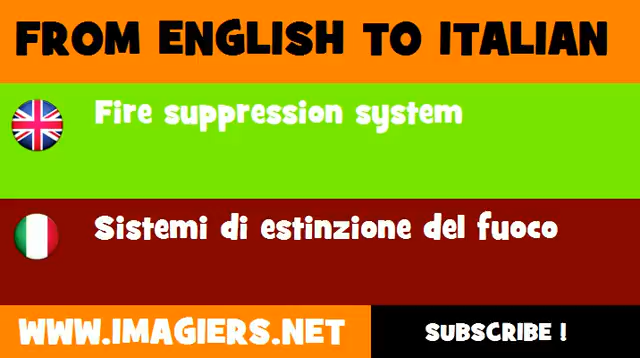 FROM ENGLISH TO ITALIAN
Fire suppression system
Sistemi di estinzione del fuoco
WWW.IMAGIERS.NET
SUBSCRIBE !